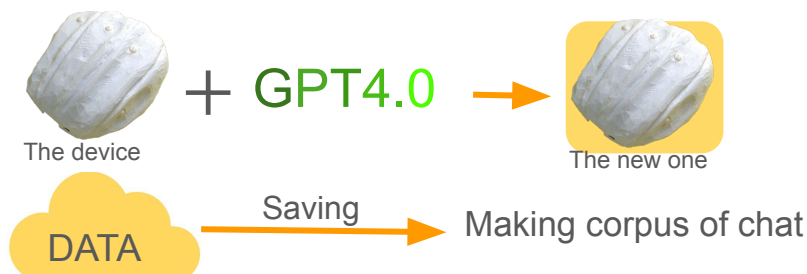 + GPT4.0
The device
The new one
Saving
Making corpus of chat
DATA